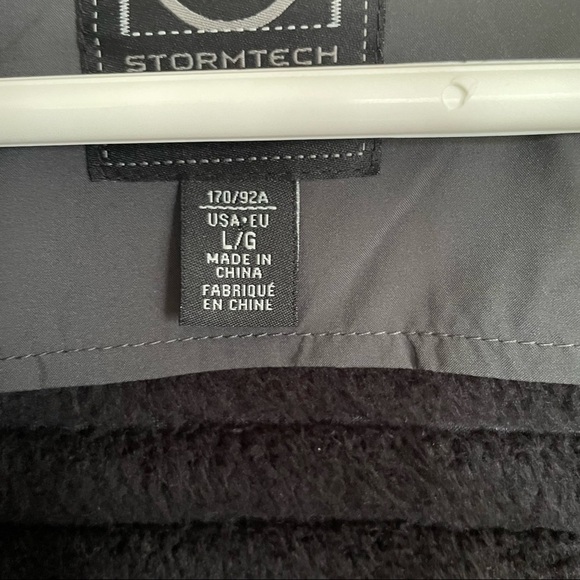 STORMTECH
170/92A
USA•EU
L/G
MADE IN
CHINA
FABRIQUÉ
EN CHINE